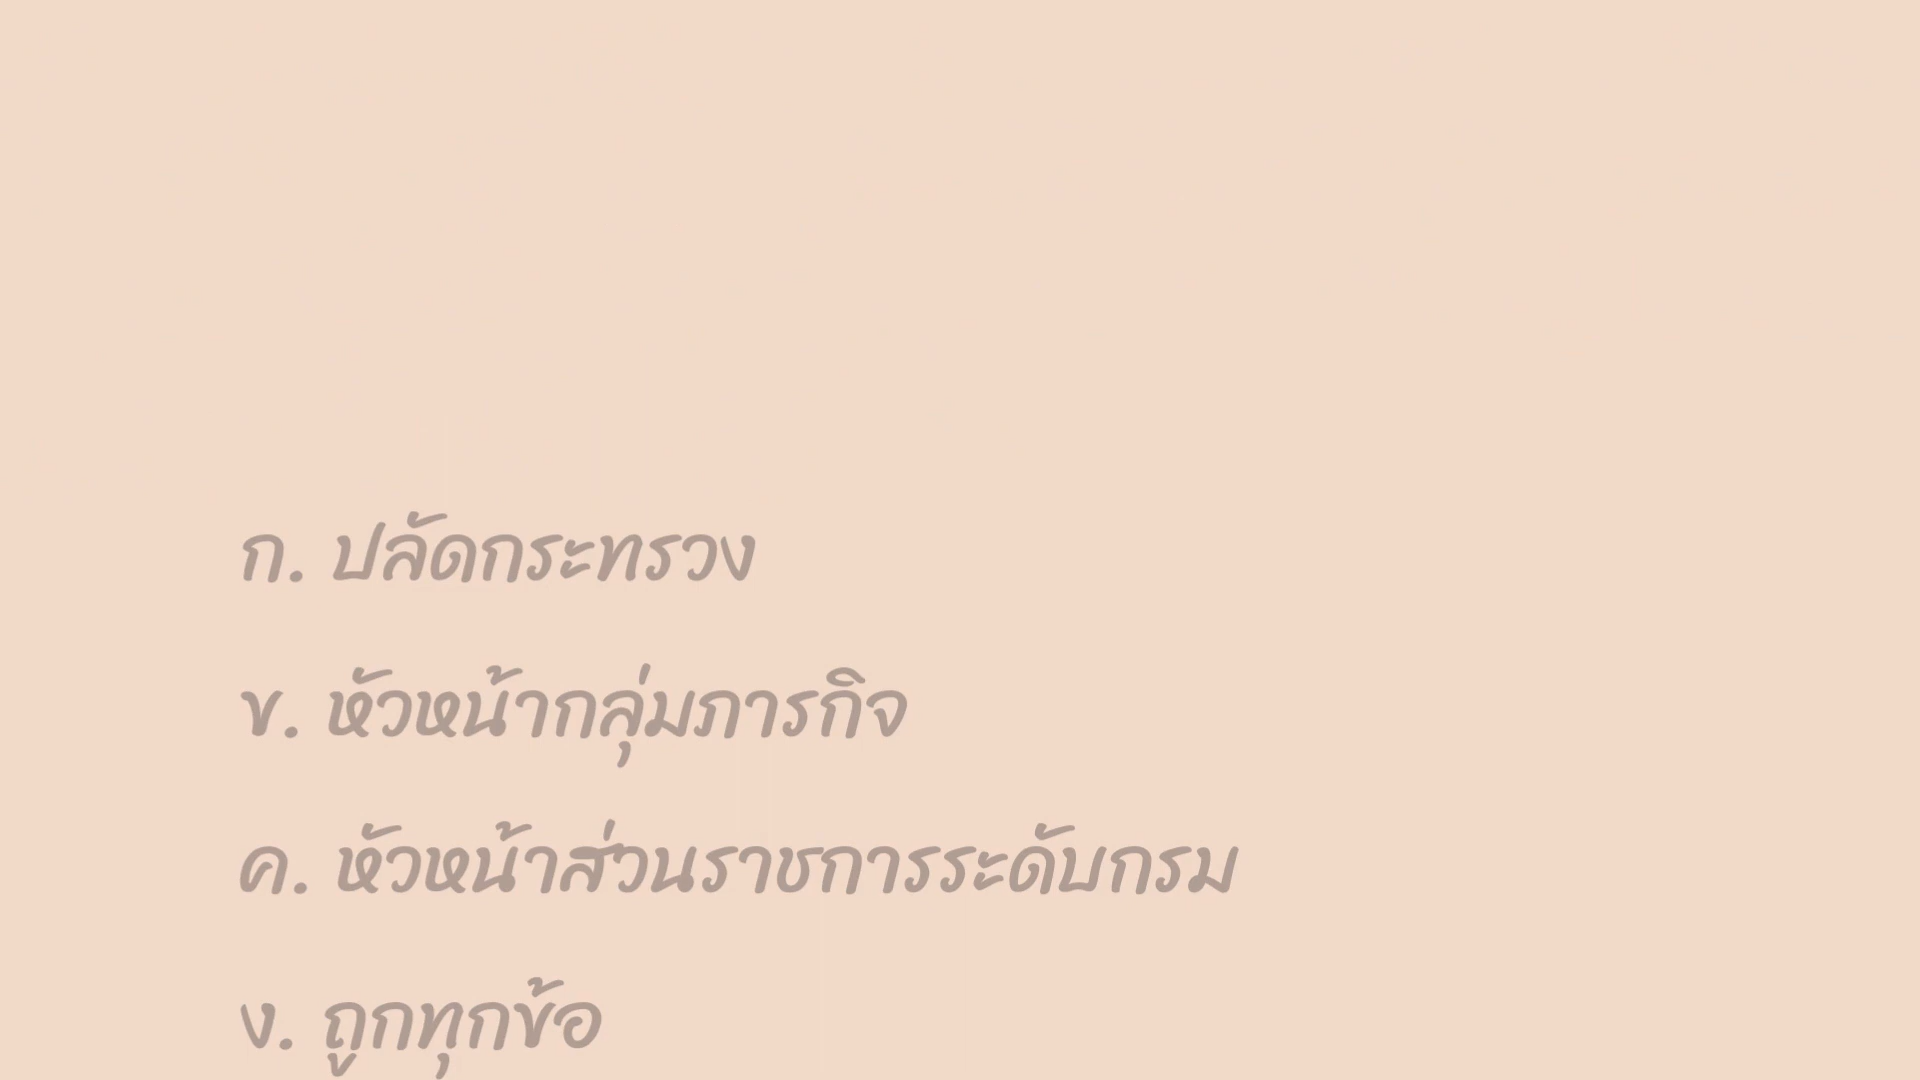 ก. ปลัดกระทรวง
ข. หัวหน้ากลุ่มภารกิจ
ค. หัวหน้าส่วนราชการระดับกรม
ง. ถูกทุกข้อ